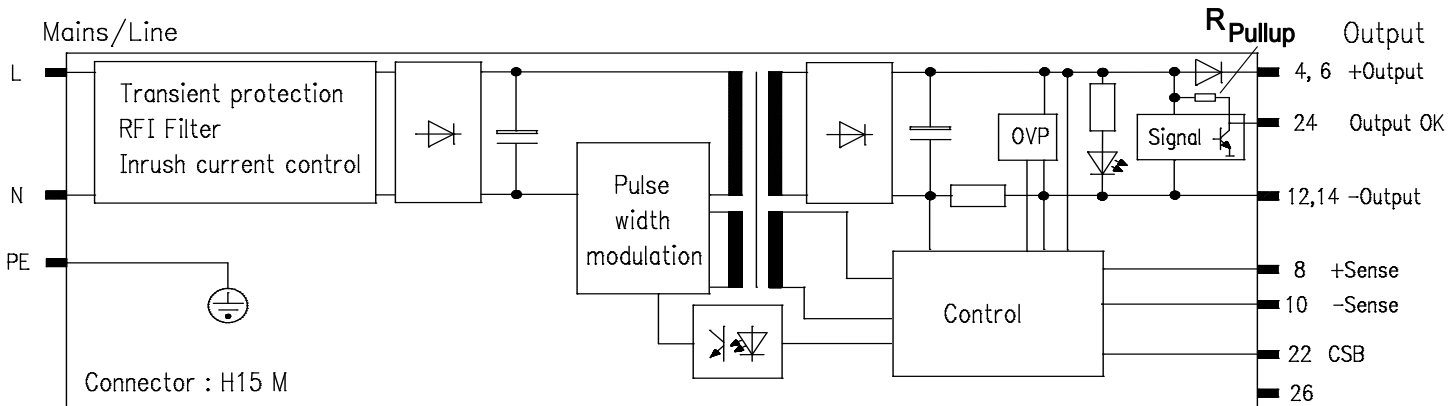 Mains/Line
R Pullup
Output
L
Transient protection
RFI Filter
Inrush current control
4, 6 +Output
OVP
Signal
24 Output OK
N
Pulse
width
modulation
12,14 -Output
PE
8 +Sense
10 -Sense
Control
22 CSB
Connector : H15 M
26